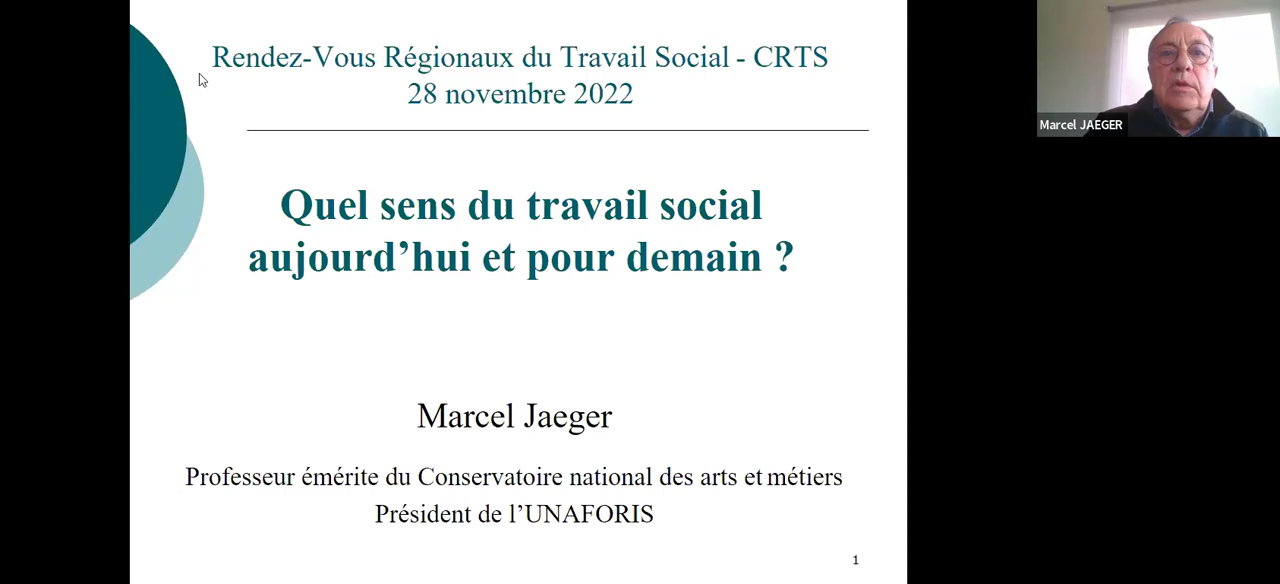 Rendez-Vous Régionaux du Travail Social - CRTS
28 novembre 2022
Quel sens du travail social
aujourd’hui et pour demain ?
Marcel Jaeger
Professeur émérite du Conservatoire national des arts et métiers
Président de l’UNAFORIS
1
Marcel JAEGER